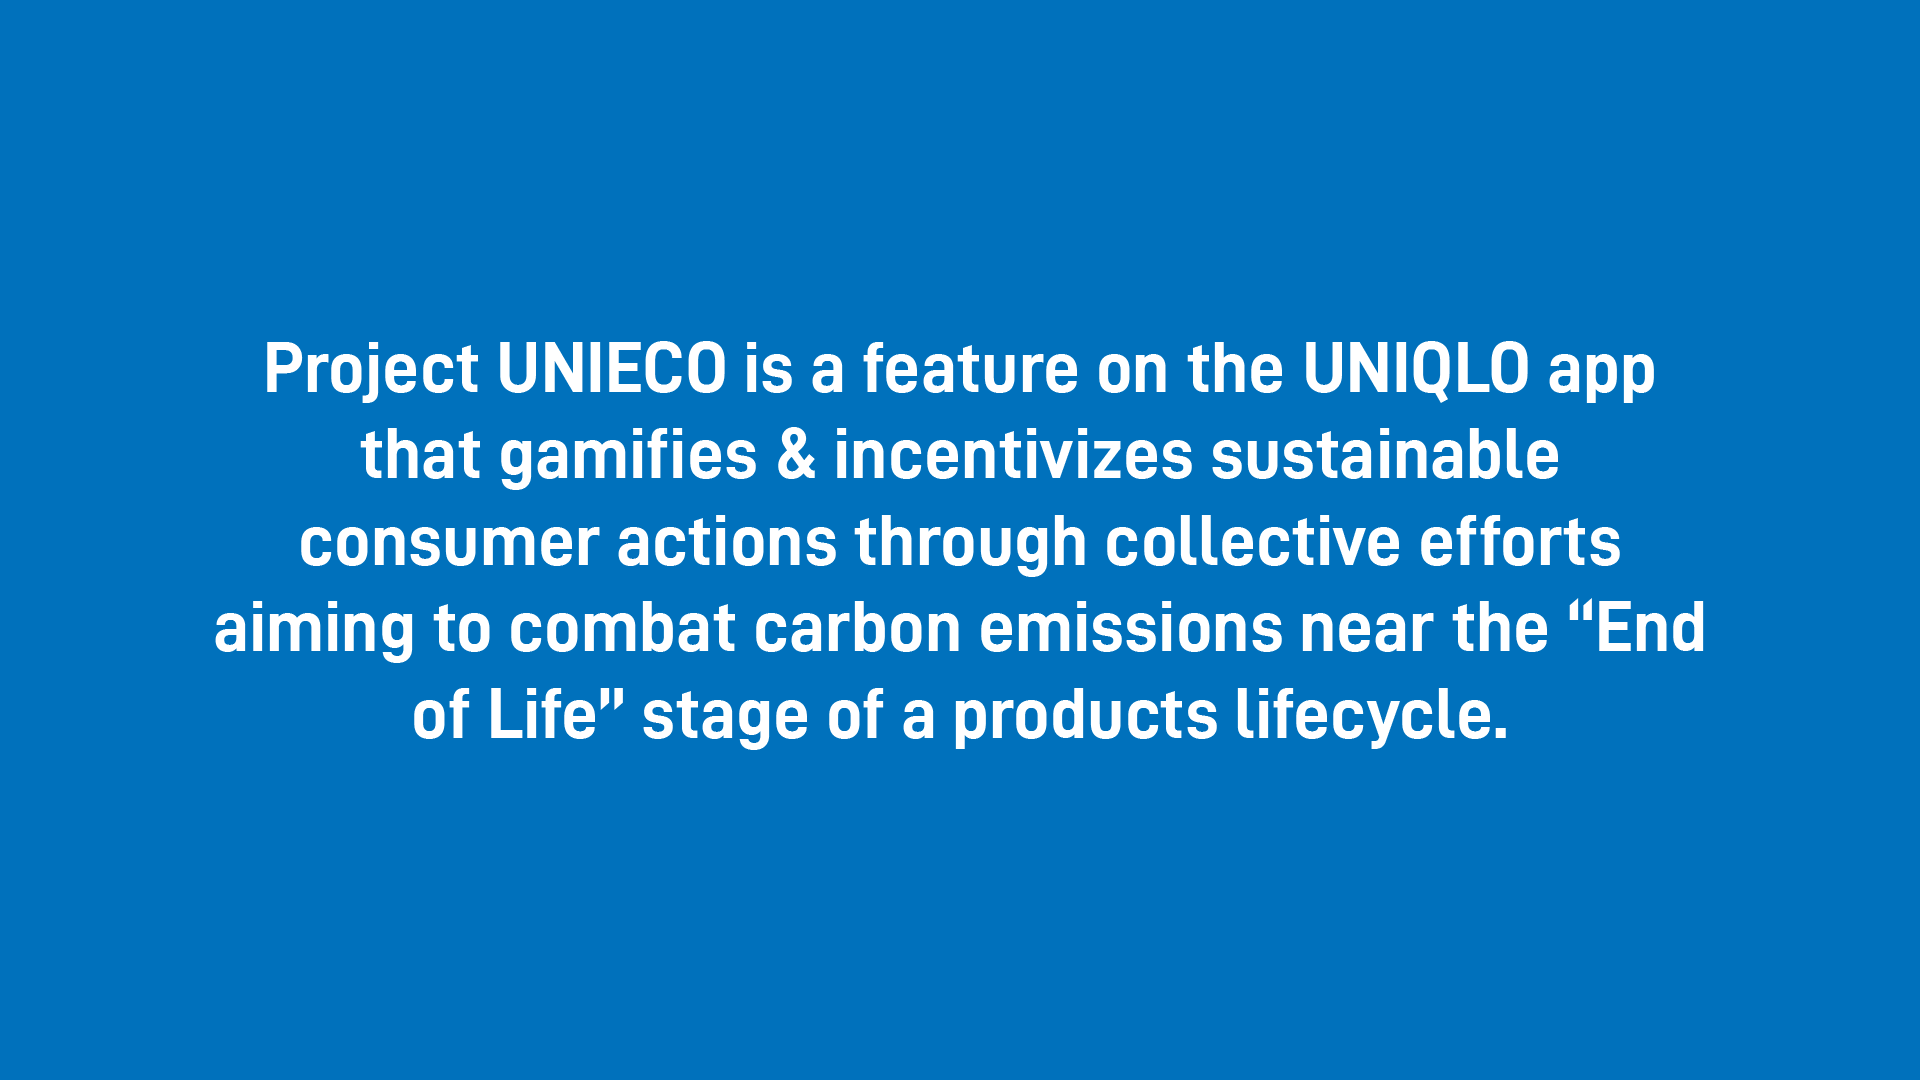 Project UNIECO is a feature on the UNIQLO app
that gamifies & incentivizes sustainable
consumer actions through collective efforts
aiming to combat carbon emissions near the “End
of Life” stage of a products lifecycle.